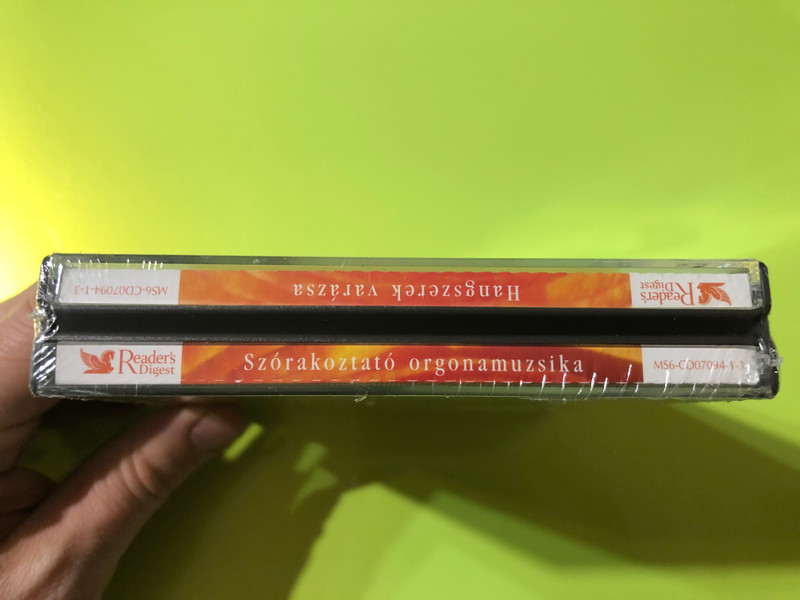 Reader's Digest
Hangszerek varázsa
MS6-CD07094-1-3
Reader's Digest
Szórakoztató orgonamuzsika
MS6-CD07094-1-3